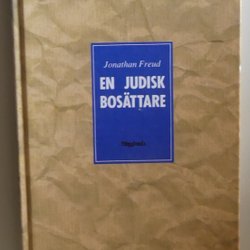 Jonathan Freud
EN JUDISK
BOSÄTTARE